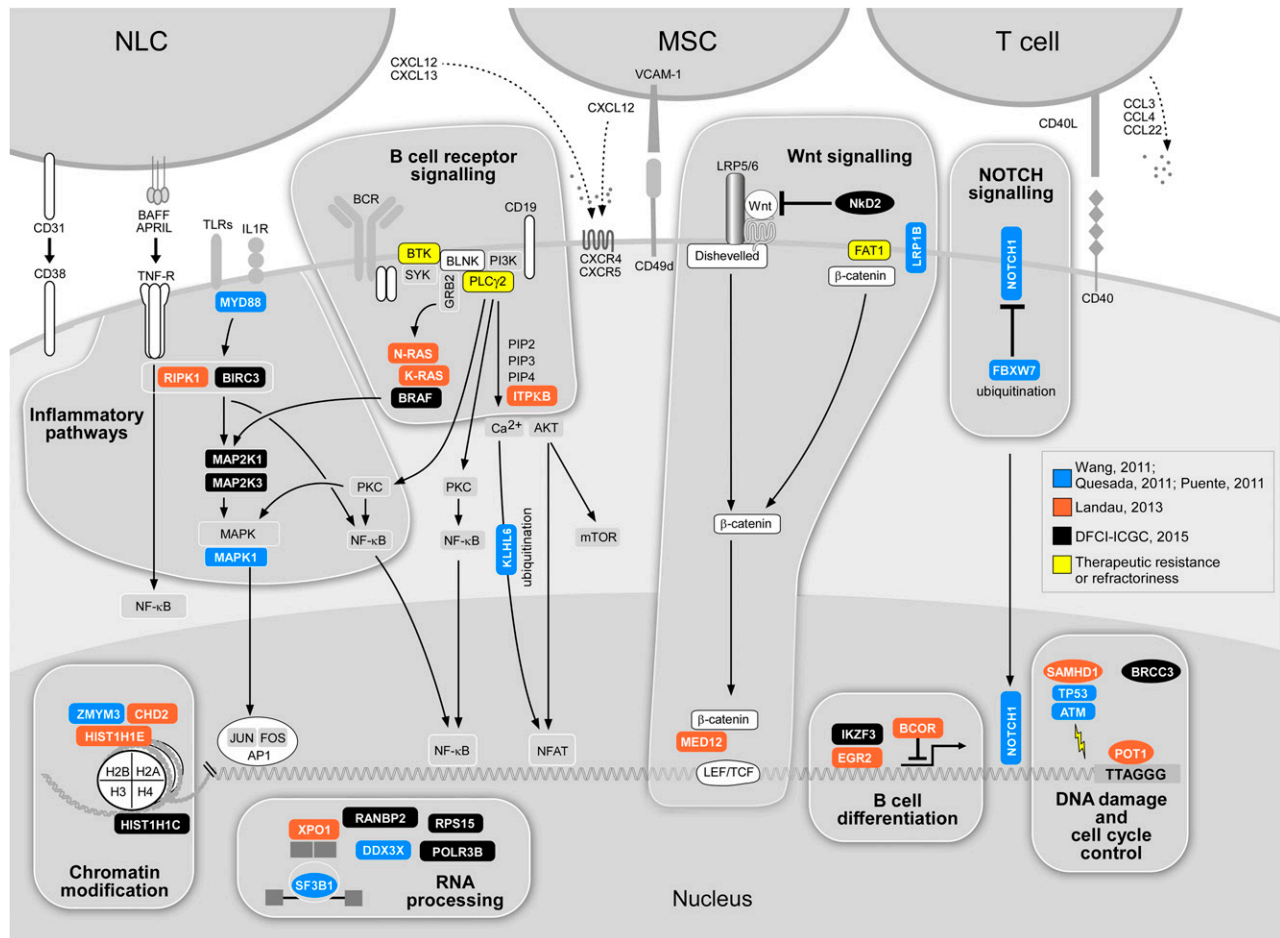 NLC
MSC
T cell
CXCL12
CXCL13
VCAM-1
CXCL12
CD40L
CCL3
CCL4
CCL22
CD31
CD38
BAFF
APRIL
TNF-R
TLRs
IL1R
MYD88
RIPK1
BIRC3
Inflammatory
pathways
MAP2K1
MAP2K3
MAPK
MAPK1
NF-κB
PKC
NF-κB
B cell receptor
signalling
BCR
CD19
BTK
BLNK
PI3K
SYK
GRB2
PLCγ2
N-RAS
K-RAS
BRAF
PIP2
PIP3
PIP4
ITPKB
Ca2+
AKT
PKC
NF-κB
KLHL6
ubiquitination
mTOR
CXCR4
CXCR5
CD49d
Wnt signalling
LRP5/6
Wnt
NkD2
Dishevelled
FAT1
LRP1B
β-catenin
β-catenin
β-catenin
MED12
LEF/TCF
NOTCH
signalling
NOTCH1
FBXW7
ubiquitination
CD40
Wang, 2011;
Quesada, 2011; Puente, 2011
Landau, 2013
DFCI-ICGC, 2015
Therapeutic resistance
or refractoriness
ZMYM3
CHD2
HIST1H1E
H2B
H2A
H3
H4
HIST1H1C
Chromatin
modification
JUN
FOS
AP1
NF-κB
NFAT
XPO1
RANBP2
RPS15
DDX3X
POLR3B
SF3B1
RNA
processing
Nucleus
IKZF3
BCOR
EGR2
B cell
differentiation
NOTCH1
SAMHD1
BRCC3
TP53
ATM
POT1
TTAGGG
DNA damage
and
cell cycle
control